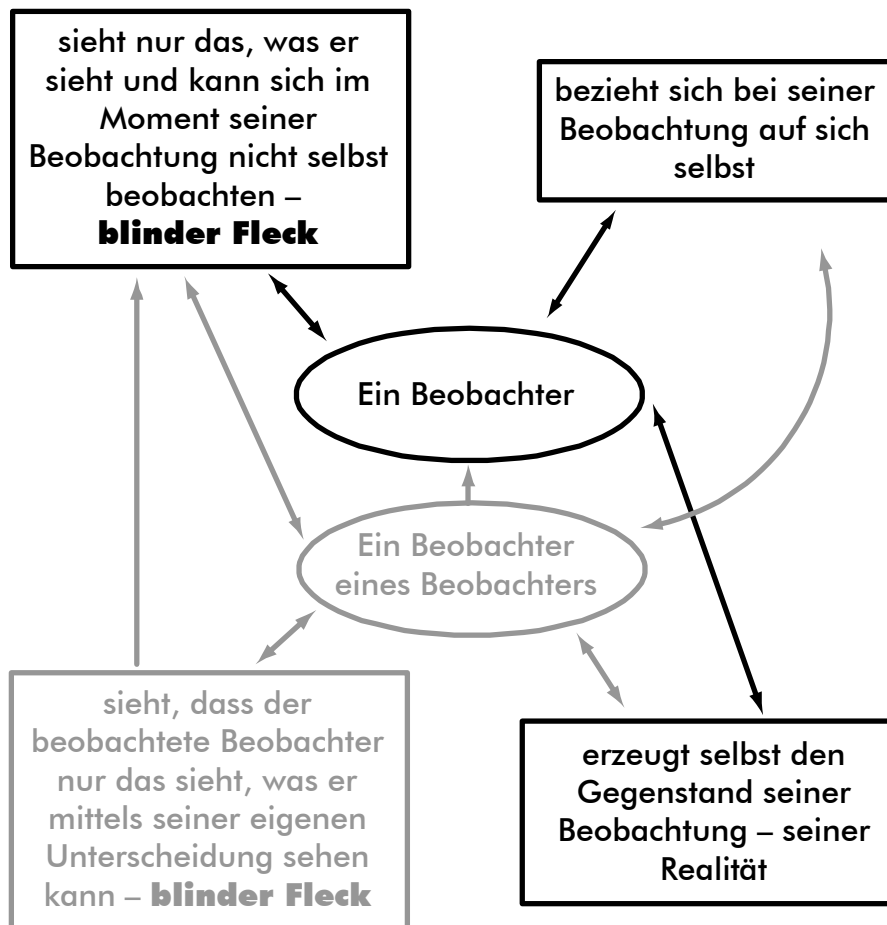 sieht nur das, was er
sieht und kann sich im
Moment seiner
Beobachtung nicht selbst
beobachten –
blinder Fleck
bezieht sich bei seiner
Beobachtung auf sich
selbst
Ein Beobachter
Ein Beobachter
eines Beobachters
sieht, dass der
beobachtete Beobachter
nur das sieht, was er
mittels seiner eigenen
Unterscheidung sehen
kann – blinder Fleck
erzeugt selbst den
Gegenstand seiner
Beobachtung – seiner
Realität